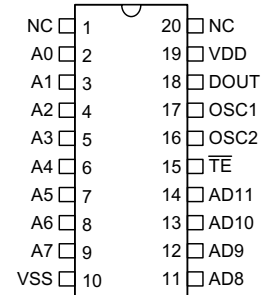 NC 1 20 NC
A0 2 19 VDD
A1 3 18 DOUT
A2 4 17 OSC1
A3 5 16 OSC2
A4 6 15 T̅E̅
A5 7 14 AD11
A6 8 13 AD10
A7 9 12 AD9
VSS 10 11 AD8